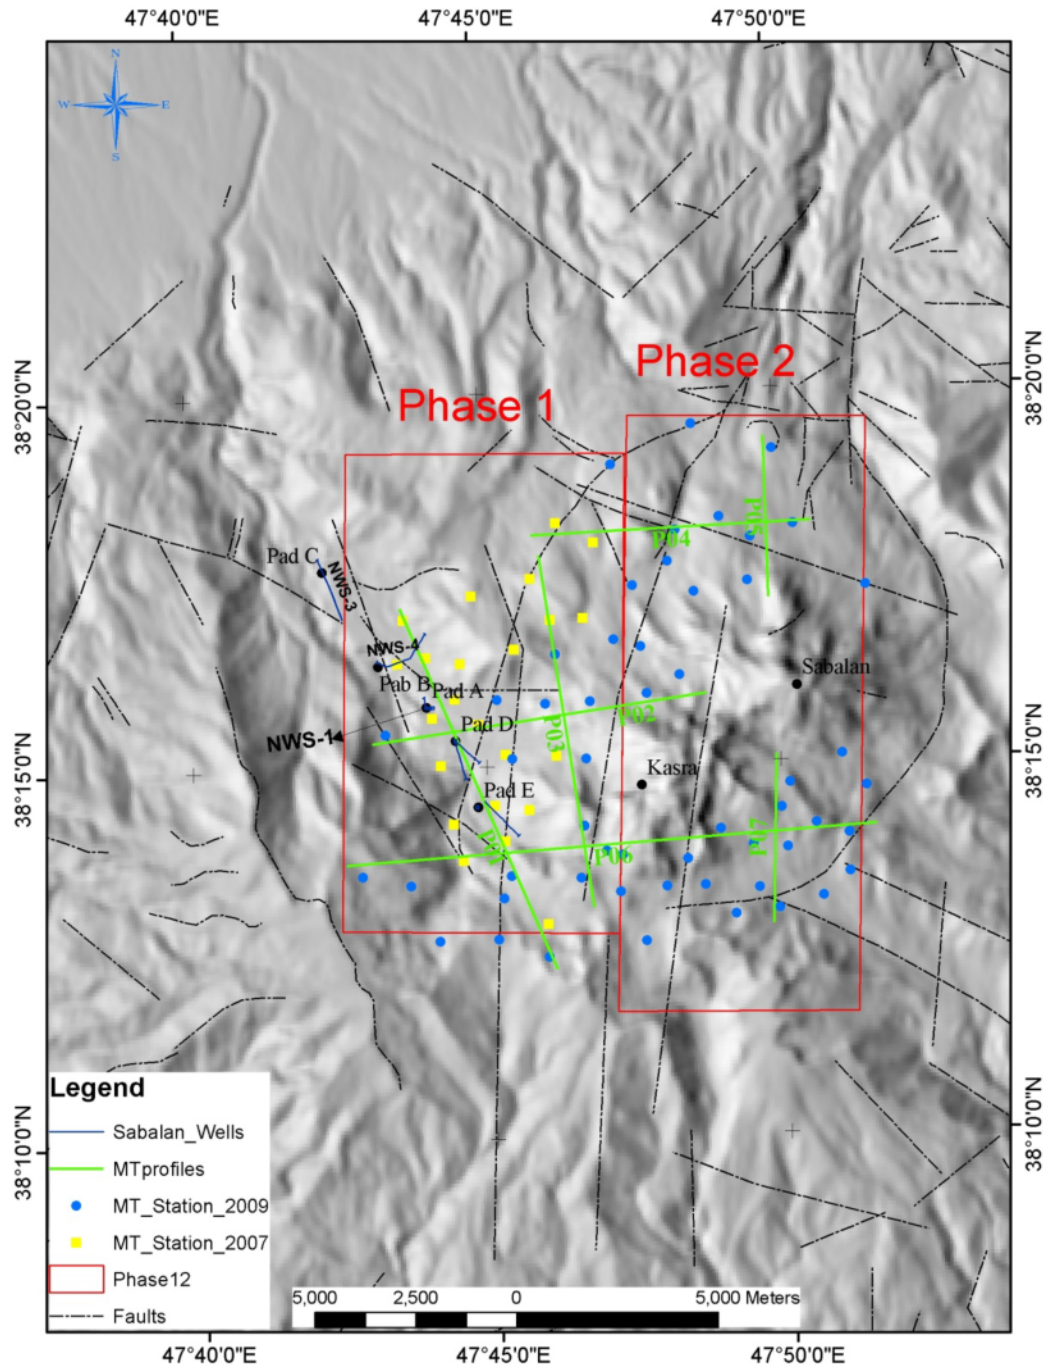 47°40'0"E
47°45'0"E
47°50'0"E
N
W
E
S
38°20'0"N
38°20'0"N
Phase 2
Phase 1
P05
P04
Pad C
NWS-3
NWS-4
Pab B
Pad A
Sabalan
P02
P03
NWS-1
Pad D
38°15'0"N
38°15'0"N
Kasra
Pad E
P07
P06
Legend
Sabalan_Wells
MTprofiles
MT_Station_2009
MT_Station_2007
Phase12
Faults
38°10'0"N
38°10'0"N
5,000 2,500 0 5,000 Meters
47°40'0"E
47°45'0"E
47°50'0"E